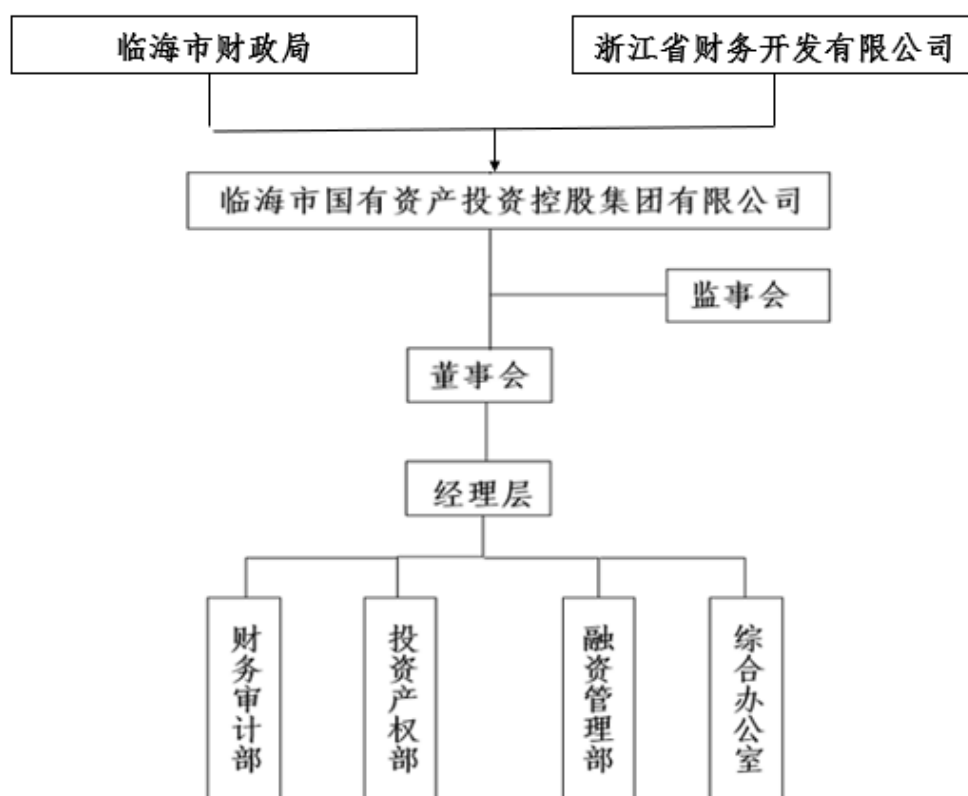 临海市财政局
浙江省财务开发有限公司
临海市国有资产投资控股集团有限公司
监事会
董事会
经理层
财务审计部
投资产权部
融资管理部
综合办公室